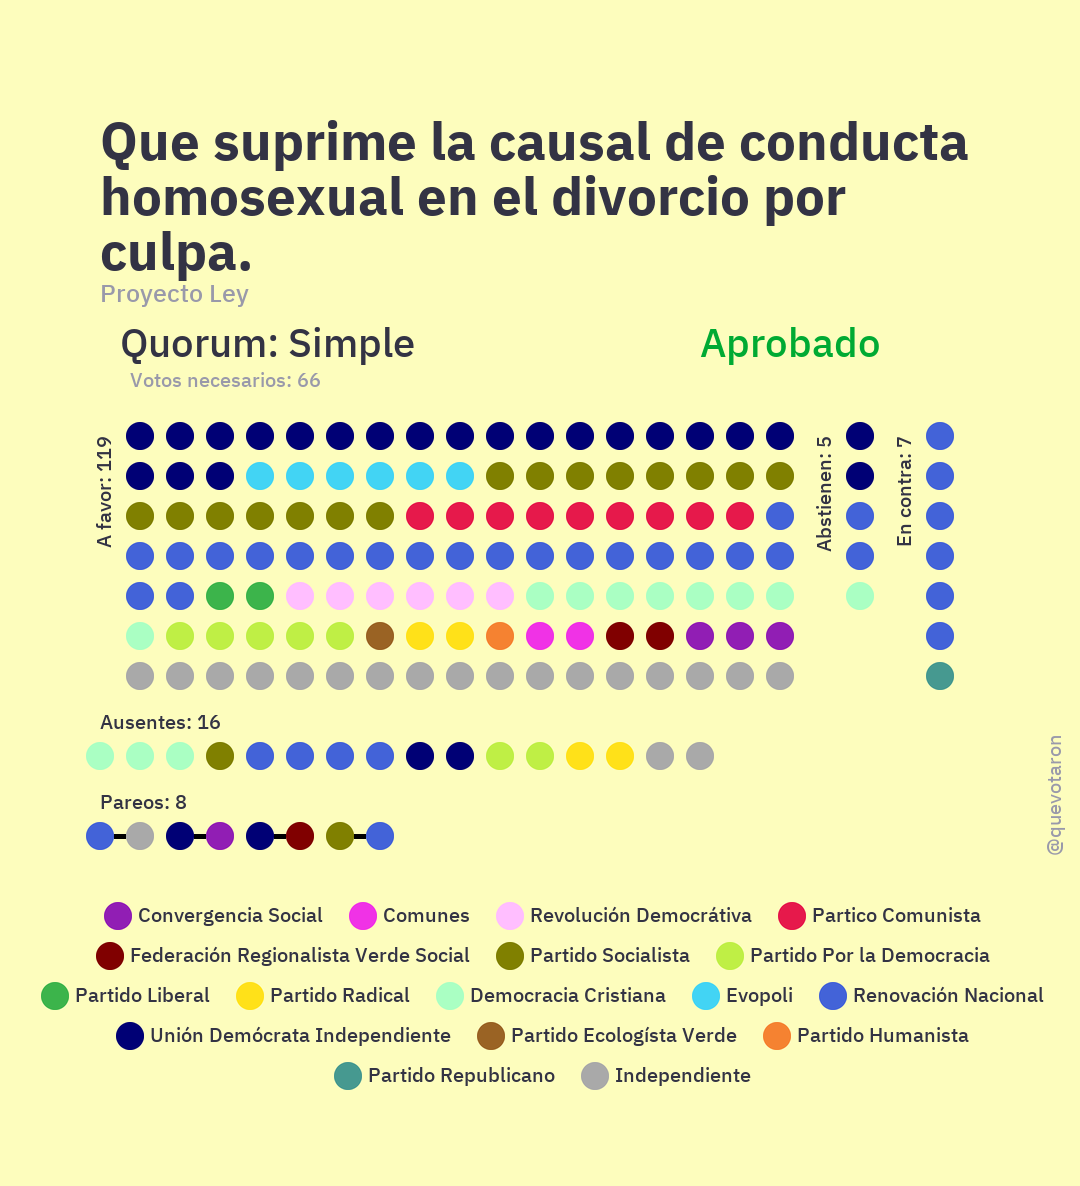 Que suprime la causal de conducta
homosexual en el divorcio por
culpa.
Proyecto Ley
Quorum: Simple
Aprobado
Votos necesarios: 66
A favor: 119
Abstienen: 5
En contra: 7
Ausentes: 16
Pareos: 8
@quevotaron
Convergencia Social
Comunes
Revolución Democrátiva
Partico Comunista
Federación Regionalista Verde Social
Partido Socialista
Partido Por la Democracia
Partido Liberal
Partido Radical
Democracia Cristiana
Evopoli
Renovación Nacional
Unión Demócrata Independiente
Partido Ecologísta Verde
Partido Humanista
Partido Republicano
Independiente